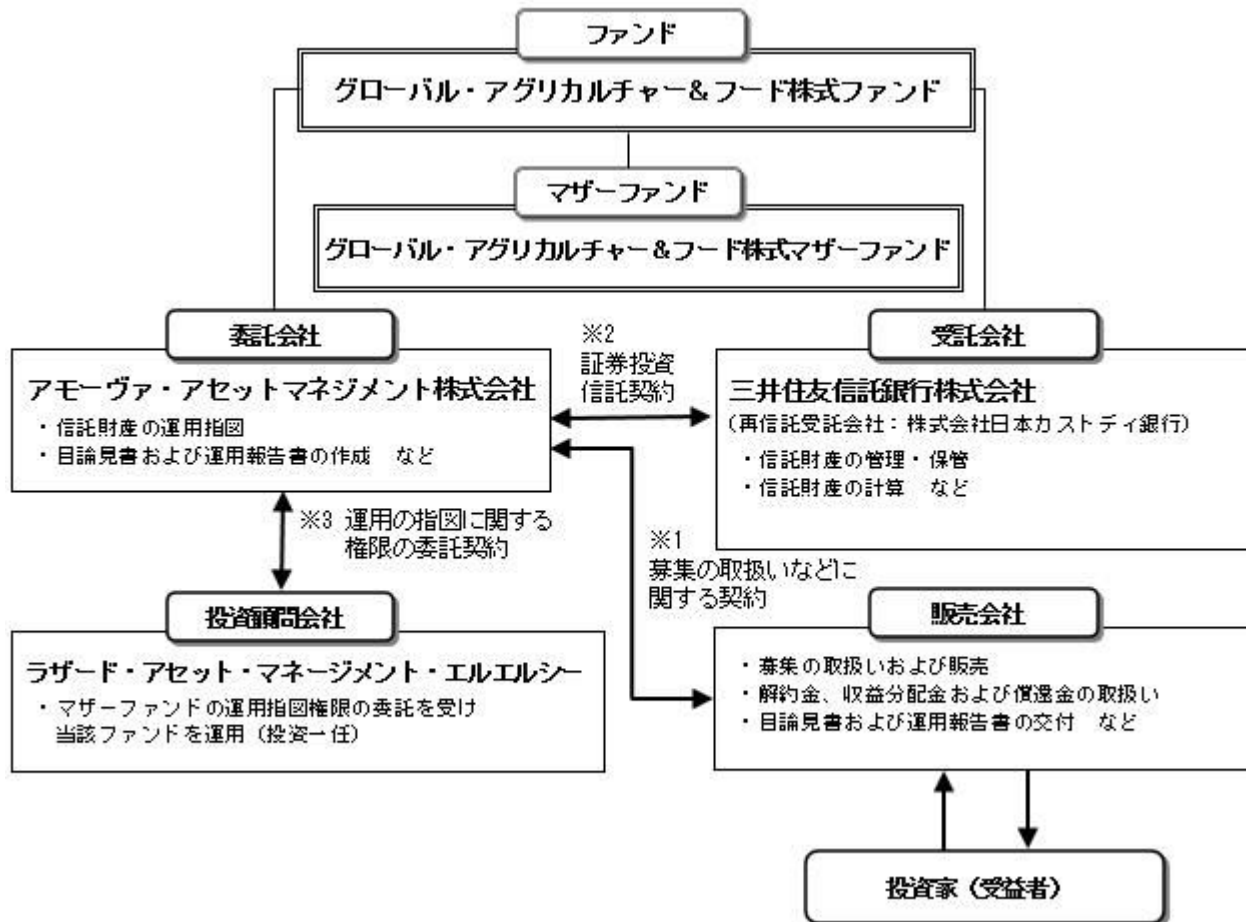 ファンド
グローバル・アグリカルチャー＆フード株式ファンド
マザーファンド
グローバル・アグリカルチャー＆フード株式マザーファンド
委託会社
アモーヴァ・アセットマネジメント株式会社
・信託財産の運用指図
・目論見書および運用報告書の作成　など
※2
証券投資
信託契約
受託会社
三井住友信託銀行株式会社
（再信託受託会社：株式会社日本カストディ銀行）
・信託財産の管理・保管
・信託財産の計算　など
※3 運用の指図に関する
権限の委託契約
※1
募集の取扱いなどに
関する契約
投資顧問会社
ラザード・アセット・マネージメント・エルエルシー
・マザーファンドの運用指図権限の委託を受け
当該ファンドを運用（投資一任）
販売会社
・募集の取扱いおよび販売
・解約金、収益分配金および償還金の取扱い
・目論見書および運用報告書の交付　など
投資家（受益者）